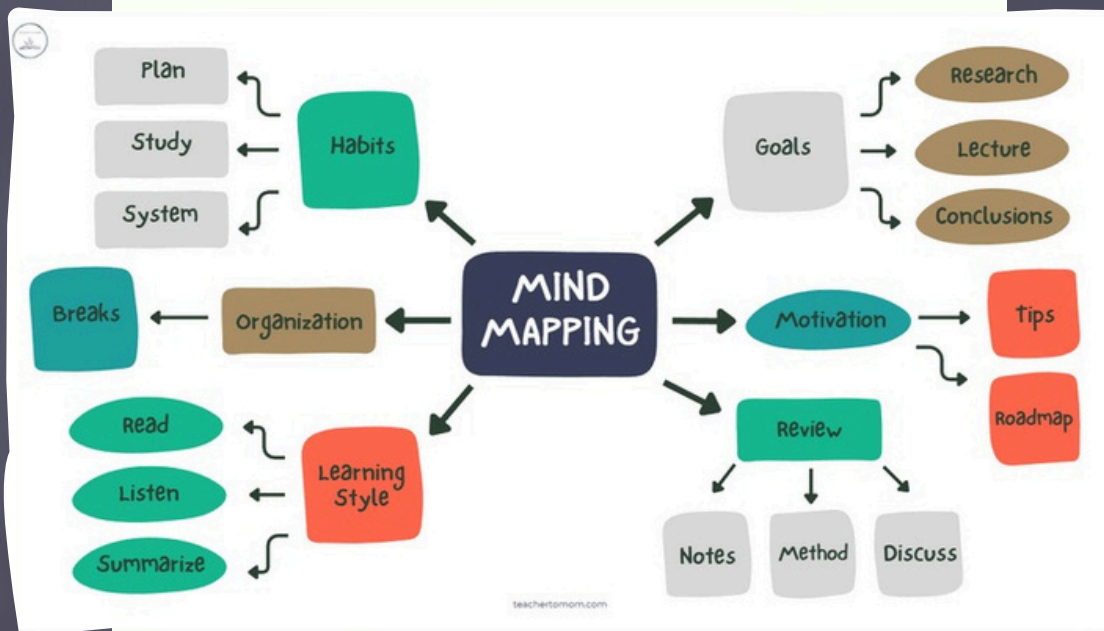 Plan
Study
System
Habits
Goals
Research
Lecture
Conclusions
Breaks
Organization
MIND
MAPPING
Motivation
Tips
Roadmap
Read
Listen
Summarize
Learning
Style
Review
Notes
Method
Discuss
teachertomom.com